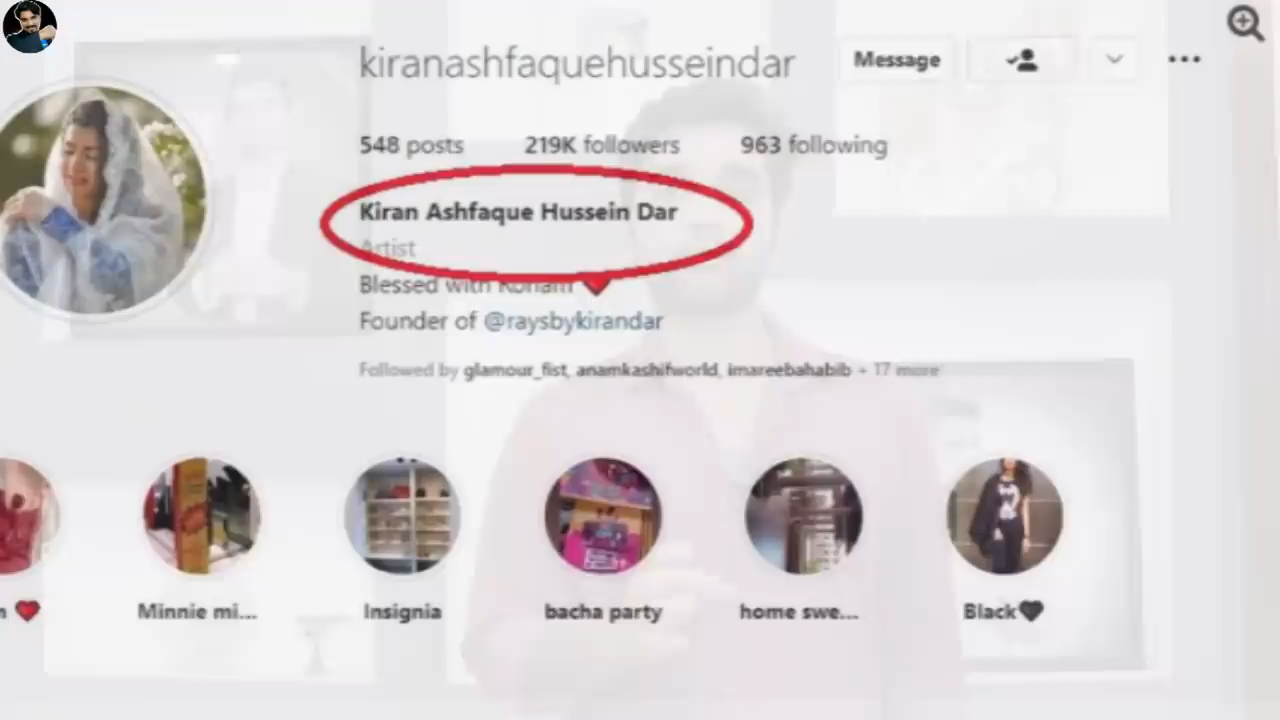 kiranashfaquehusseindar
Message
548 posts 219K followers 963 following
Kiran Ashfaque Hussein Dar
Artist
Blessed with Roham
Founder of @raysbykirandar
Followed by glamour_fist, anamkashifworld, imareebahabib + 17 more
Minnie mi... Insignia bacha party home swe... Black